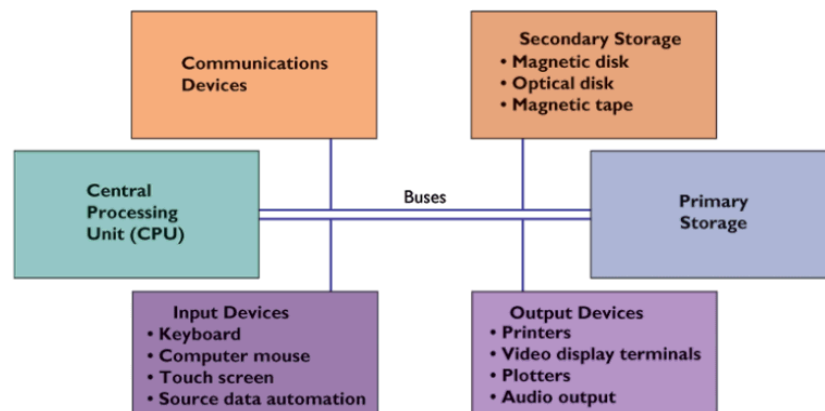 Communications
Devices
Secondary Storage
• Magnetic disk
• Optical disk
• Magnetic tape
Central
Processing
Unit (CPU)
Buses
Primary
Storage
Input Devices
• Keyboard
• Computer mouse
• Touch screen
• Source data automation
Output Devices
• Printers
• Video display terminals
• Plotters
• Audio output